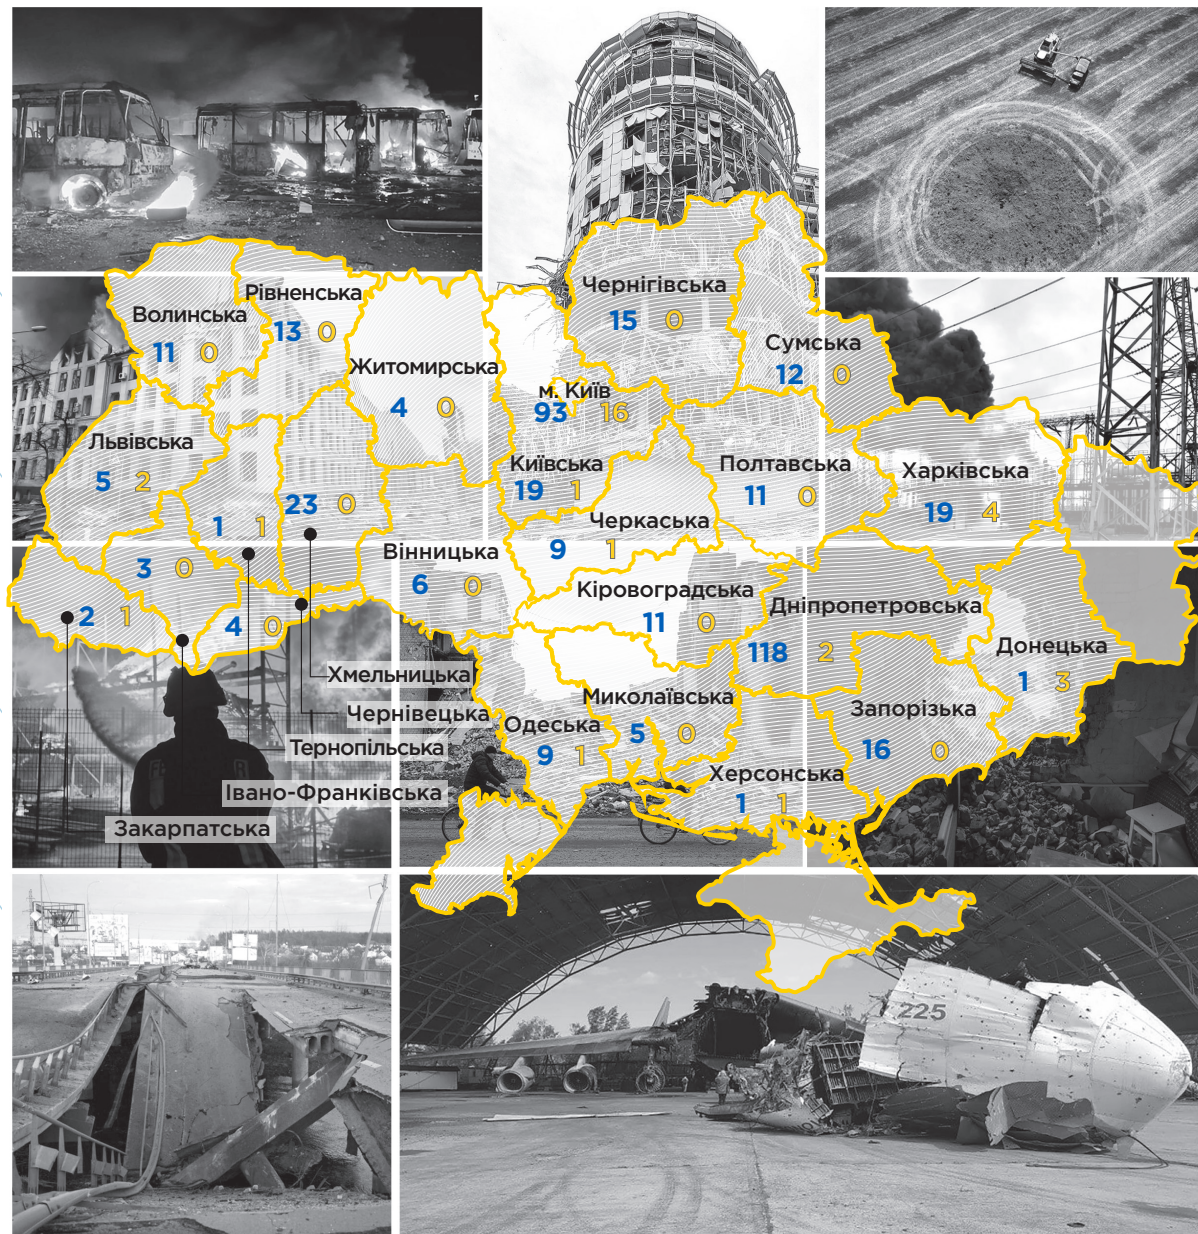 Чернігівська
15 0
Рівненська
13 0
Волинська
11 0
Сумська
12 0
Житомирська
4 0
м. Київ
93 16
Львівська
5 2
Київська
19 1
Полтавська
11 0
Харківська
19 4
23 0
1 1
Черкаська
9 1
Вінницька
6 0
3 0
Кіровоградська
11 0
Дніпропетровська
118 2
2 1
4 0
Донецька
1 3
Хмельницька
Миколаївська
5 0
Запорізька
16 0
Чернівецька
Одеська
9 1
Тернопільська
Херсонська
1 1
Івано-Франківська
Закарпатська
225